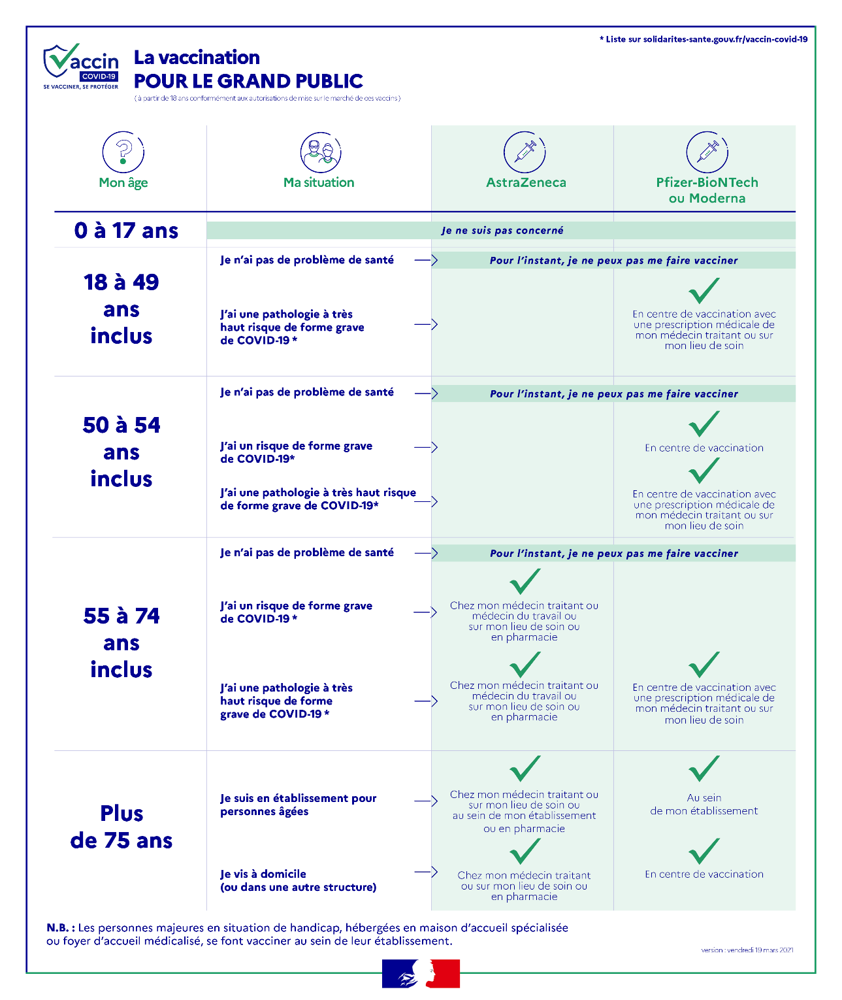 * Liste sur solidarites-sante.gouv.fr/vaccin-covid-19
Vaccin
COVID-19
SE VACCINER, SE PROTÉGER
La vaccination
POUR LE GRAND PUBLIC
( à partir de 18 ans conformément aux autorisations de mise sur le marché de ces vaccins )
Mon âge
Ma situation
AstraZeneca
Pfizer-BioNTech
ou Moderna
0 à 17 ans
Je ne suis pas concerné
18 à 49
ans
inclus
Je n'ai pas de problème de santé
Pour l'instant, je ne peux pas me faire vacciner
J'ai une pathologie à très
haut risque de forme grave
de COVID-19 *
En centre de vaccination avec
une prescription médicale de
mon médecin traitant ou sur
mon lieu de soin
50 à 54
ans
inclus
Je n'ai pas de problème de santé
Pour l'instant, je ne peux pas me faire vacciner
J'ai un risque de forme grave
de COVID-19*
En centre de vaccination
J'ai une pathologie à très haut risque
de forme grave de COVID-19*
En centre de vaccination avec
une prescription médicale de
mon médecin traitant ou sur
mon lieu de soin
55 à 74
ans
inclus
Je n'ai pas de problème de santé
Pour l'instant, je ne peux pas me faire vacciner
J'ai un risque de forme grave
de COVID-19 *
Chez mon médecin traitant ou
médecin du travail ou
sur mon lieu de soin ou
en pharmacie
J'ai une pathologie à très
haut risque de forme
grave de COVID-19 *
Chez mon médecin traitant ou
médecin du travail ou
sur mon lieu de soin ou
en pharmacie
En centre de vaccination avec
une prescription médicale de
mon médecin traitant ou sur
mon lieu de soin
Plus
de 75 ans
Je suis en établissement pour
personnes âgées
Chez mon médecin traitant ou
sur mon lieu de soin ou
au sein de mon établissement
ou en pharmacie
Au sein
de mon établissement
Je vis à domicile
(ou dans une autre structure)
Chez mon médecin traitant
ou sur mon lieu de soin ou
en pharmacie
En centre de vaccination
N.B. : Les personnes majeures en situation de handicap, hébergées en maison d'accueil spécialisée
ou foyer d'accueil médicalisé, se font vacciner au sein de leur établissement.
version : vendredi 19 mars 2021